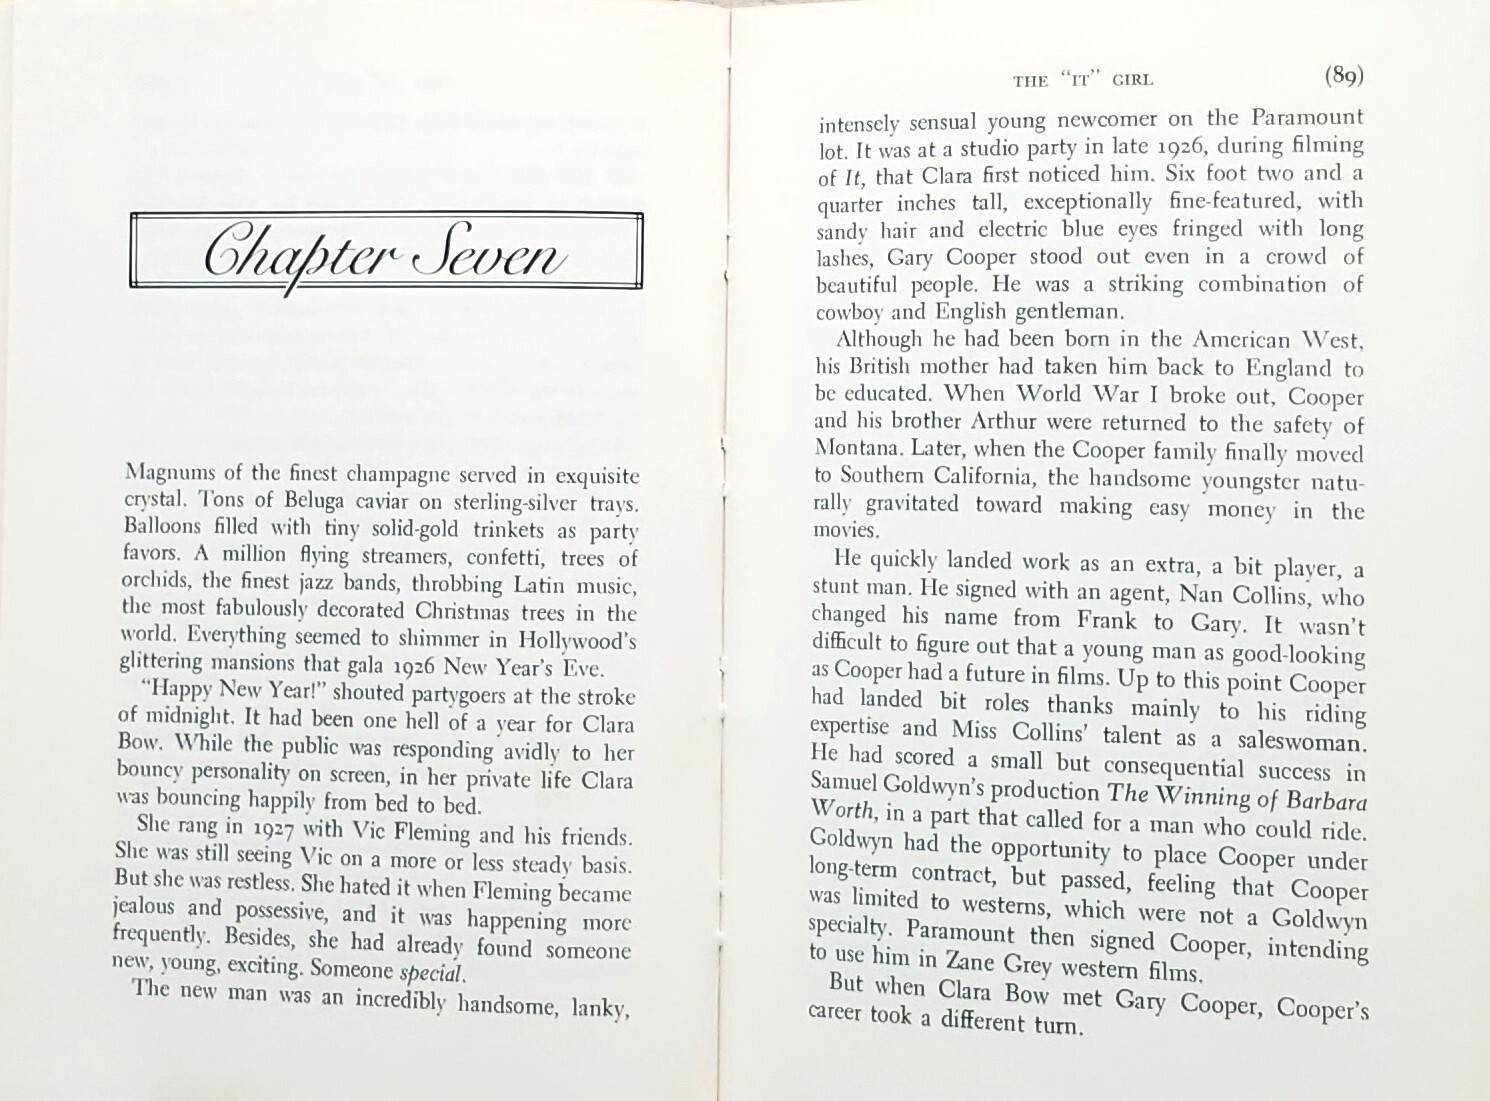 Chapter Seven
Magnums of the finest champagne served in exquisite
crystal. Tons of Beluga caviar on sterling-silver trays.
Balloons filled with tiny solid-gold trinkets as party
favors. A million flying streamers, confetti, trees of
orchids, the finest jazz bands, throbbing Latin music,
the most fabulously decorated Christmas trees in the
world. Everything seemed to shimmer in Hollywood's
glittering mansions that gala 1926 New Year's Eve.
"Happy New Year!" shouted partygoers at the stroke
of midnight. It had been one hell of a year for Clara
Bow. While the public was responding avidly to her
bouncy personality on screen, in her private life Clara
was bouncing happily from bed to bed.
She rang in 1927 with Vic Fleming and his friends.
She was still seeing Vic on a more or less steady basis.
But she was restless. She hated it when Fleming became
jealous and possessive, and it was happening more
frequently. Besides, she had already found someone
new, young, exciting. Someone special.
The new man was an incredibly handsome, lanky,
THE "IT" GIRL (89)
intensely sensual young newcomer on the Paramount
lot. It was at a studio party in late 1926, during filming
of It, that Clara first noticed him. Six foot two and a
quarter inches tall, exceptionally fine-featured, with
sandy hair and electric blue eyes fringed with long
lashes, Gary Cooper stood out even in a crowd of
beautiful people. He was a striking combination of
cowboy and English gentleman.
Although he had been born in the American West,
his British mother had taken him back to England to
be educated. When World War I broke out, Cooper
and his brother Arthur were returned to the safety of
Montana. Later, when the Cooper family finally moved
to Southern California, the handsome youngster natu-
rally gravitated toward making easy money in the
movies.
He quickly landed work as an extra, a bit player, a
stunt man. He signed with an agent, Nan Collins, who
changed his name from Frank to Gary. It wasn't
difficult to figure out that a young man as good-looking
as Cooper had a future in films. Up to this point Cooper
had landed bit roles thanks mainly to his riding
expertise and Miss Collins' talent as a saleswoman.
He had scored a small but consequential success in
Samuel Goldwyn's production The Winning of Barbara
Worth, in a part that called for a man who could ride.
Goldwyn had the opportunity to place Cooper under
long-term contract, but passed, feeling that Cooper
was limited to westerns, which were not a Goldwyn
specialty. Paramount then signed Cooper, intending
to use him in Zane Grey western films.
But when Clara Bow met Gary Cooper, Cooper's
career took a different turn.